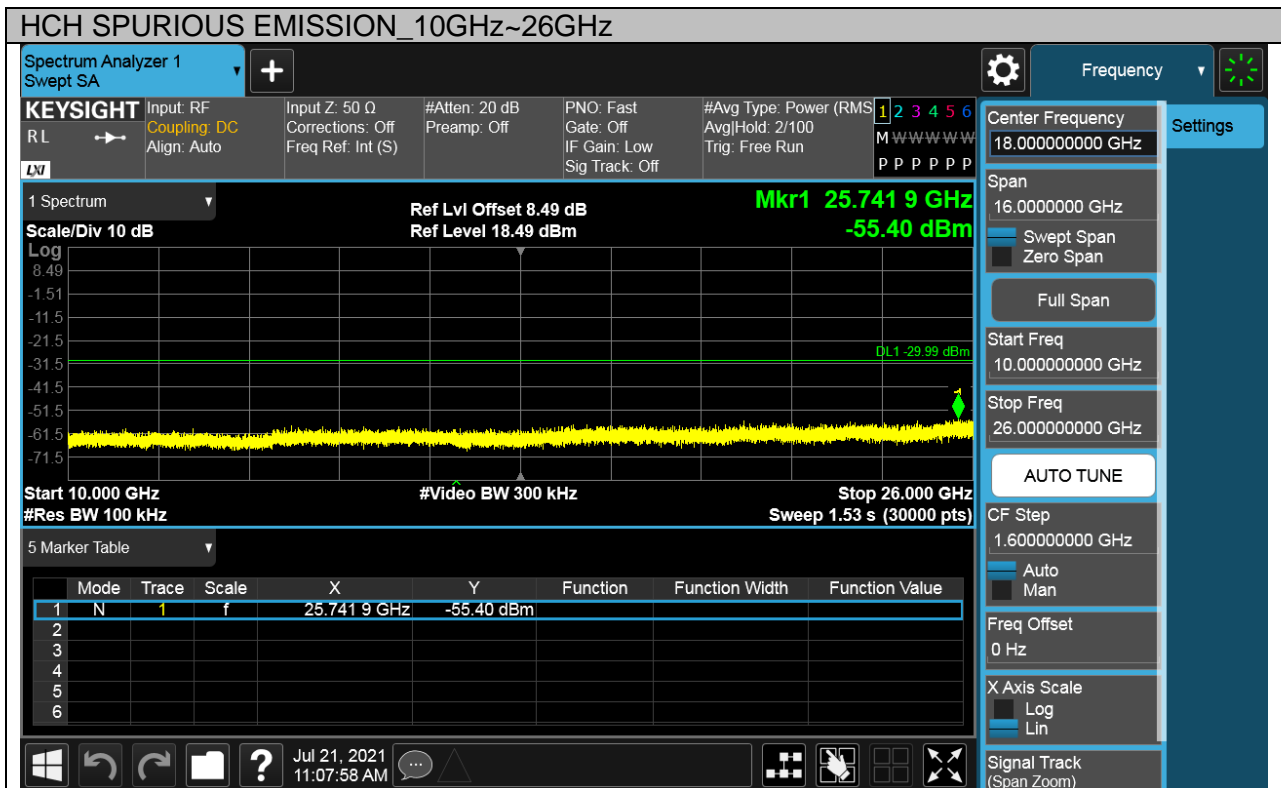 HCH SPURIOUS EMISSION_10GHz~26GHz
Spectrum Analyzer 1
Swept SA
+
Frequency
KEYSIGHT
RL
LXI
Input: RF
Coupling: DC
Align: Auto
Input Z: 50 Ω
Corrections: Off
Freq Ref: Int (S)
#Atten: 20 dB
Preamp: Off
PNO: Fast
Gate: Off
IF Gain: Low
Sig Track: Off
#Avg Type: Power (RMS
Avg|Hold: 2/100
Trig: Free Run
1 2 3 4 5 6
M W W W W W
P P P P P P
1 Spectrum
Scale/Div 10 dB
Ref Lvl Offset 8.49 dB
Ref Level 18.49 dBm
Mkr1 25.741 9 GHz
-55.40 dBm
Log
8.49
-1.51
-11.5
-21.5
-31.5
-41.5
-51.5
-61.5
-71.5
DL1 -29.99 dBm
1
Start 10.000 GHz
#Res BW 100 kHz
#Video BW 300 kHz
Stop 26.000 GHz
Sweep 1.53 s (30000 pts)
5 Marker Table
Mode Trace Scale X Y Function Function Width Function Value
1 N 1 f 25.741 9 GHz -55.40 dBm
2
3
4
5
6
Center Frequency
18.000000000 GHz
Settings
Span
16.0000000 GHz
Swept Span
Zero Span
Full Span
Start Freq
10.000000000 GHz
Stop Freq
26.000000000 GHz
AUTO TUNE
CF Step
1.600000000 GHz
Auto
Man
Freq Offset
0 Hz
X Axis Scale
Log
Lin
Signal Track
(Span Zoom)
?
Jul 21, 2021
11:07:58 AM